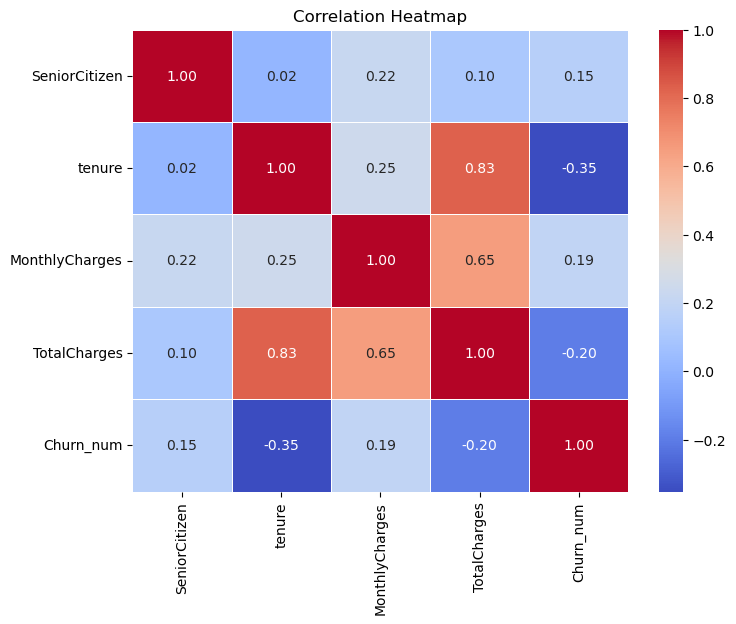 Correlation Heatmap
SeniorCitizen 1.00 0.02 0.22 0.10 0.15
tenure 0.02 1.00 0.25 0.83 -0.35
MonthlyCharges 0.22 0.25 1.00 0.65 0.19
TotalCharges 0.10 0.83 0.65 1.00 -0.20
Churn_num 0.15 -0.35 0.19 -0.20 1.00
SeniorCitizen
tenure
MonthlyCharges
TotalCharges
Churn_num
1.0
0.8
0.6
0.4
0.2
0.0
−0.2